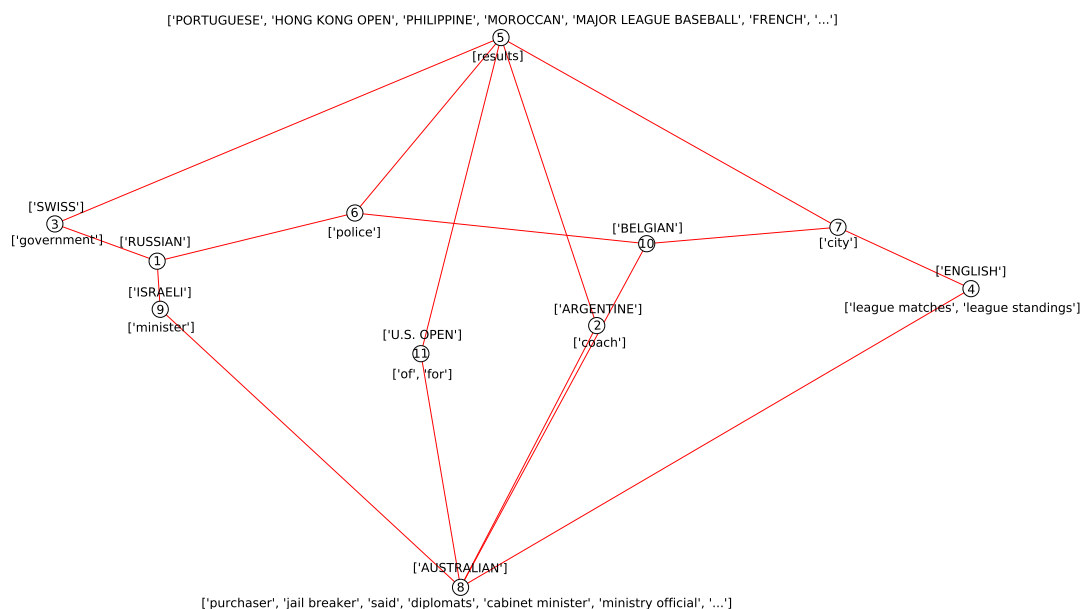 ['PORTUGUESE', 'HONG KONG OPEN', 'PHILIPPINE', 'MOROCCAN', 'MAJOR LEAGUE BASEBALL', 'FRENCH', '...']
5
[results]
['SWISS']
3
['government']
['RUSSIAN']
1
6
['police']
['BELGIAN']
10
7
['city']
['ENGLISH']
4
['league matches', 'league standings']
['ISRAELI']
9
['minister']
['ARGENTINE']
2
['coach']
['U.S. OPEN']
11
['of', 'for']
['AUSTRALIAN']
8
['purchaser', 'jail breaker', 'said', 'diplomats', 'cabinet minister', 'ministry official', '...']